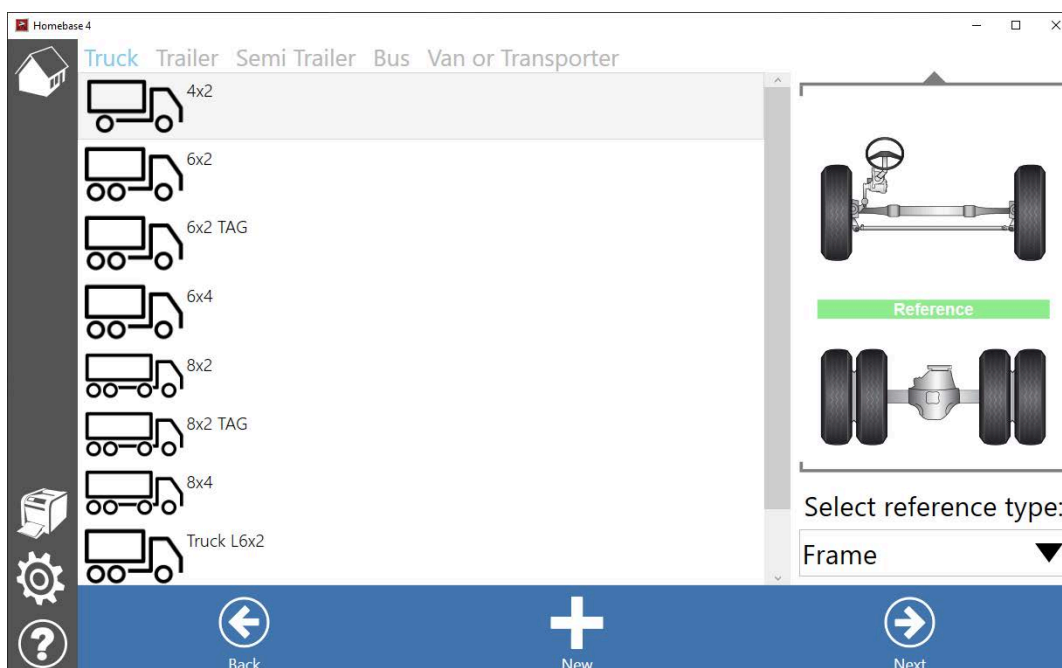 Homebase 4
Truck Trailer Semi Trailer Bus Van or Transporter
4x2
6x2
6x2 TAG
6x4
8x2
8x2 TAG
8x4
Truck L6x2
Reference
Select reference type:
Frame
Back New Next